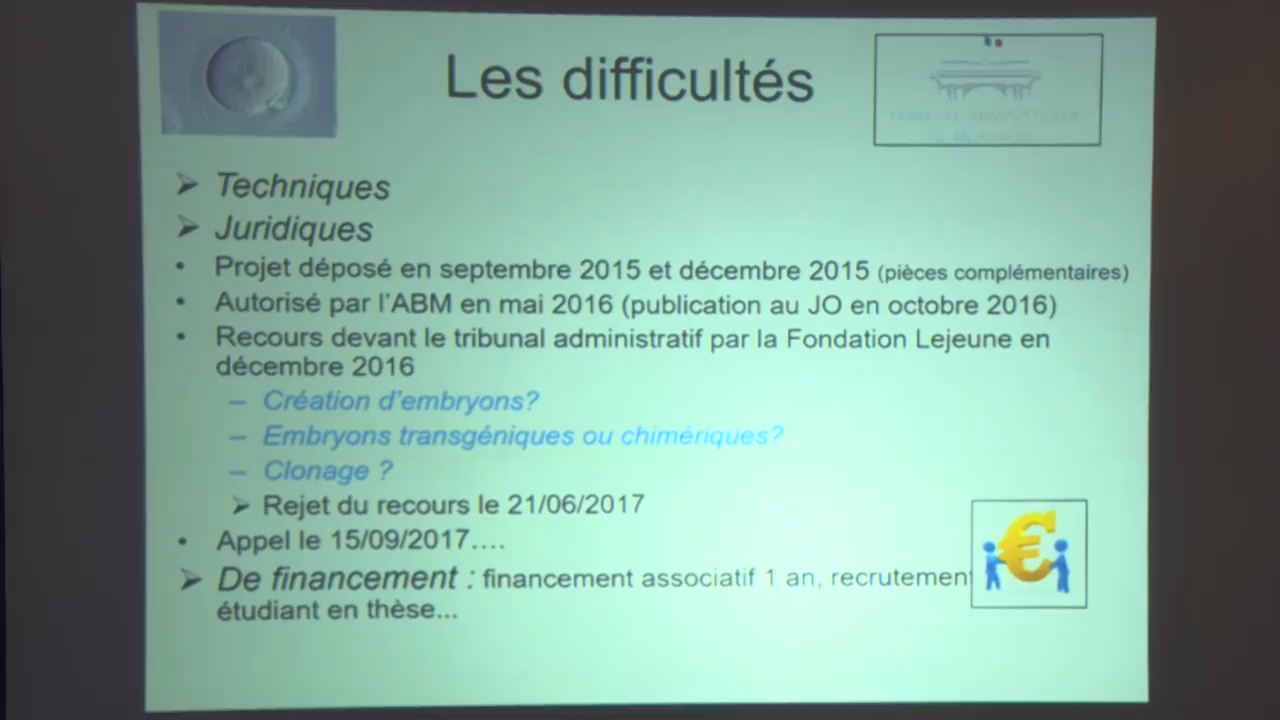 Les difficultés
TRIBUNAL ADMINISTRATIF
➢ Techniques
➢ Juridiques
• Projet déposé en septembre 2015 et décembre 2015 (pièces complémentaires)
• Autorisé par l'ABM en mai 2016 (publication au JO en octobre 2016)
• Recours devant le tribunal administratif par la Fondation Lejeune en
décembre 2016
– Création d'embryons?
– Embryons transgéniques ou chimériques?
– Clonage ?
➢ Rejet du recours le 21/06/2017
• Appel le 15/09/2017....
➢ De financement : financement associatif 1 an, recrutement
étudiant en thèse...